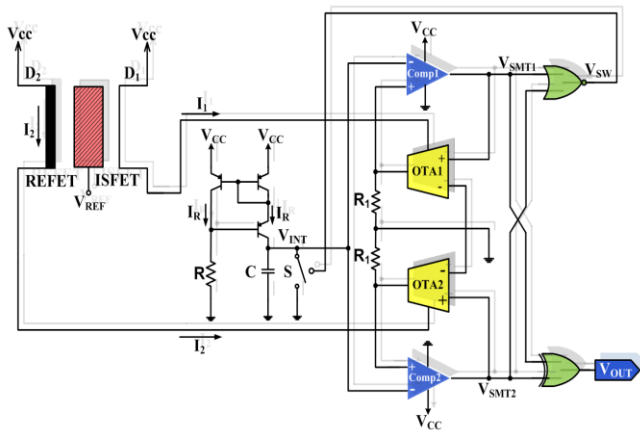 Vcc
Vcc
D2
D1
I2
I1
REFET
ISFET
VREF
VCC
VCC
IR
IR
R
VINT
C
S
I2
VCC
-
Comp1
+
VSMT1
VSW
OTA1
+
-
R1
R1
OTA2
-
+
+
Comp2
-
VSMT2
VCC
VOUT